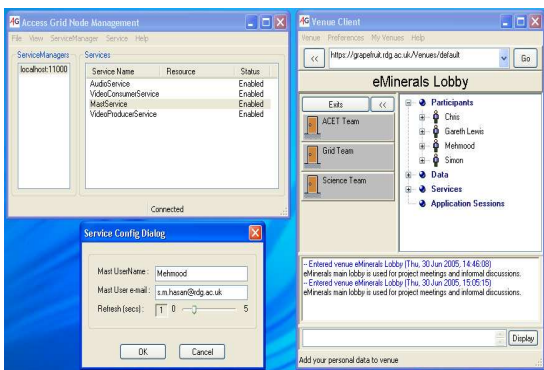 Access Grid Node Management
File View ServiceManager Service Help
ServiceManagers
localhost:11000
Services
Service Name Resource Status
AudioService Enabled
VideoConsumerService Enabled
MastService Enabled
VideoProducerService Enabled
Connected
Service Config Dialog
Mast UserName : Mehmood
Mast User e-mail : s.m.hasan@rdg.ac.uk
Refresh (secs) : 1 0 5
OK Cancel
Venue Client
Venue Preferences My Venues Help
<< https://grapefruit.rdg.ac.uk/Venues/default Go
eMinerals Lobby
Exits <<
ACET Team
Grid Team
Science Team
Participants
Chris
Gareth Lewis
Mehmood
Simon
Data
Services
Application Sessions
-- Entered venue eMinerals Lobby (Thu, 30 Jun 2005, 14:46:08)
eMinerals main lobby is used for project meetings and informal discussions.
-- Entered venue eMinerals Lobby (Thu, 30 Jun 2005, 15:05:15)
eMinerals main lobby is used for project meetings and informal discussions.
Display
Add your personal data to venue